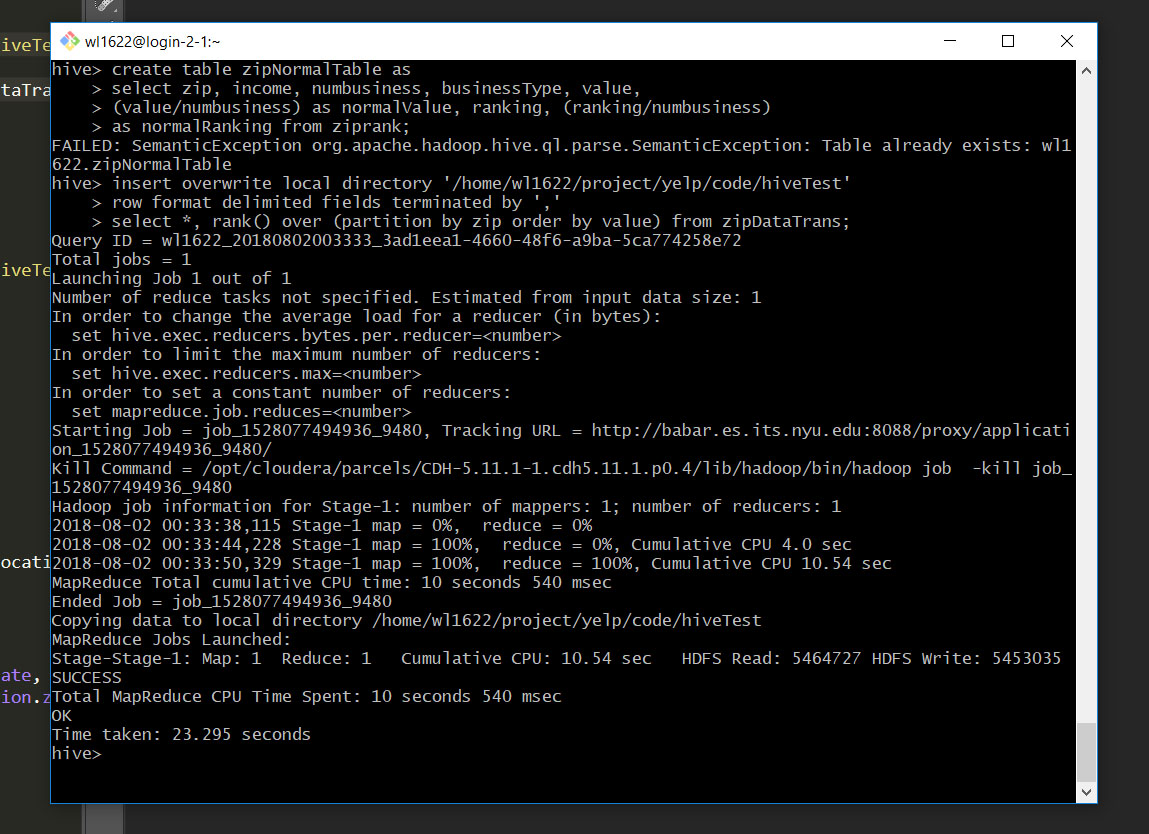 iveTe
taTra
iveTe
ocati
ate,
ion.z
wl1622@login-2-1:~
hive> create table zipNormalTable as
    > select zip, income, numbusiness, businessType, value,
    > (value/numbusiness) as normalValue, ranking, (ranking/numbusiness)
    > as normalRanking from ziprank;
FAILED: SemanticException org.apache.hadoop.hive.ql.parse.SemanticException: Table already exists: wl1
622.zipNormalTable
hive> insert overwrite local directory '/home/wl1622/project/yelp/code/hiveTest'
    > row format delimited fields terminated by ','
    > select *, rank() over (partition by zip order by value) from zipDataTrans;
Query ID = wl1622_20180802003333_3ad1eea1-4660-48f6-a9ba-5ca774258e72
Total jobs = 1
Launching Job 1 out of 1
Number of reduce tasks not specified. Estimated from input data size: 1
In order to change the average load for a reducer (in bytes):
  set hive.exec.reducers.bytes.per.reducer=<number>
In order to limit the maximum number of reducers:
  set hive.exec.reducers.max=<number>
In order to set a constant number of reducers:
  set mapreduce.job.reduces=<number>
Starting Job = job_1528077494936_9480, Tracking URL = http://babar.es.its.nyu.edu:8088/proxy/applicati
on_1528077494936_9480/
Kill Command = /opt/cloudera/parcels/CDH-5.11.1-1.cdh5.11.1.p0.4/lib/hadoop/bin/hadoop job  -kill job_
1528077494936_9480
Hadoop job information for Stage-1: number of mappers: 1; number of reducers: 1
2018-08-02 00:33:38,115 Stage-1 map = 0%,  reduce = 0%
2018-08-02 00:33:44,228 Stage-1 map = 100%,  reduce = 0%, Cumulative CPU 4.0 sec
2018-08-02 00:33:50,329 Stage-1 map = 100%,  reduce = 100%, Cumulative CPU 10.54 sec
MapReduce Total cumulative CPU time: 10 seconds 540 msec
Ended Job = job_1528077494936_9480
Copying data to local directory /home/wl1622/project/yelp/code/hiveTest
MapReduce Jobs Launched:
Stage-Stage-1: Map: 1  Reduce: 1   Cumulative CPU: 10.54 sec   HDFS Read: 5464727 HDFS Write: 5453035
SUCCESS
Total MapReduce CPU Time Spent: 10 seconds 540 msec
OK
Time taken: 23.295 seconds
hive>